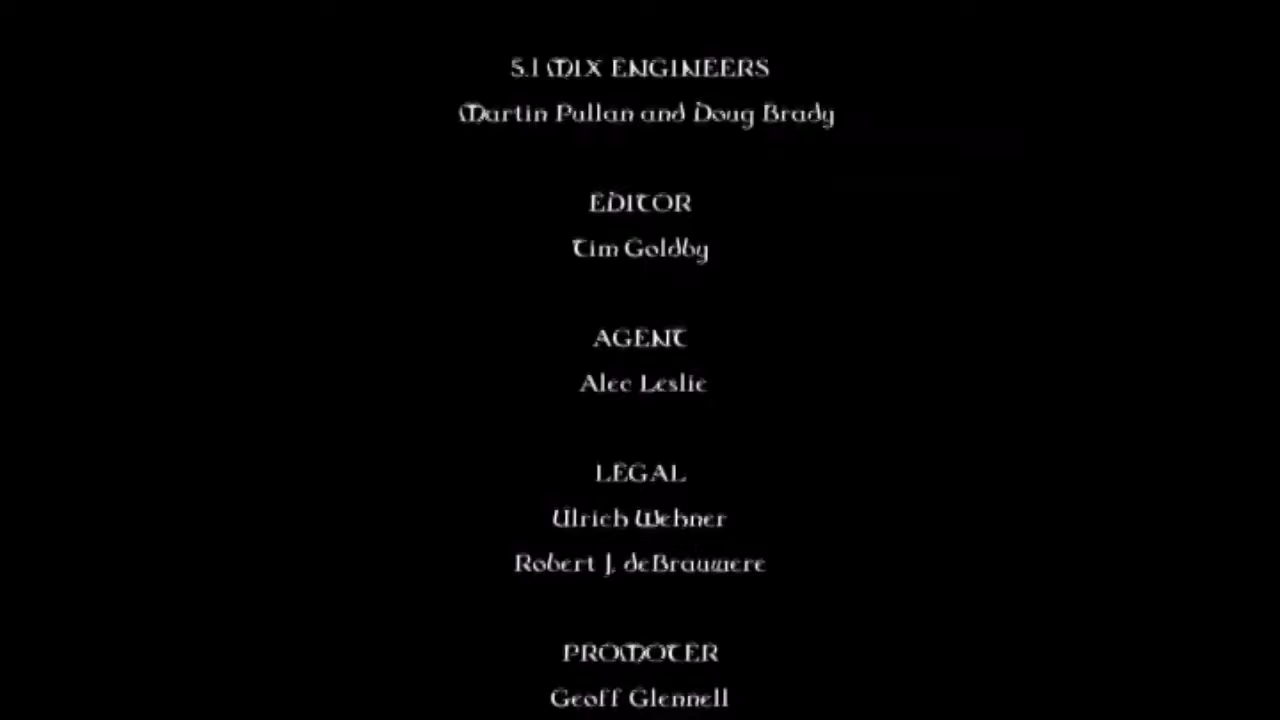 5.1 MIX ENGINEERS
Martin Pullan and Doug Brady
EDITOR
Tim Goldby
AGENT
Alec Leslie
LEGAL
Ulrich Wehner
Robert J. deBrauwere
PROMOTER
Geoff Glennell